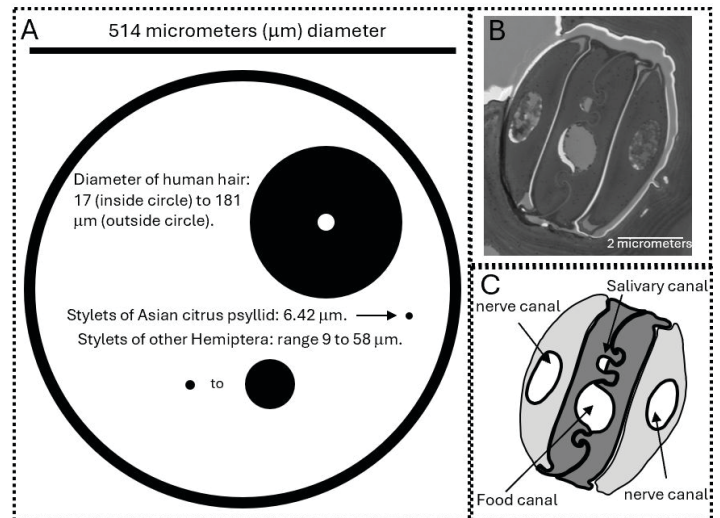 A
514 micrometers (µm) diameter
Diameter of human hair:
17 (inside circle) to 181
µm (outside circle).
Stylets of Asian citrus psyllid: 6.42 µm.
Stylets of other Hemiptera: range 9 to 58 µm.
to
B
2 micrometers
C
Salivary canal
nerve canal
Food canal
nerve canal